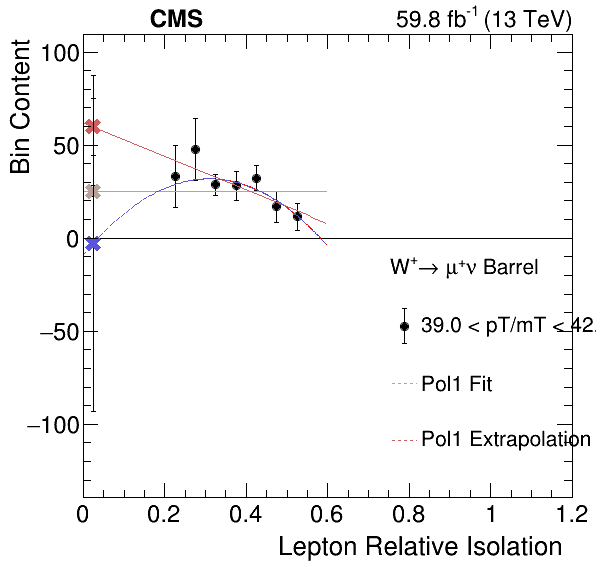 CMS
59.8 fb⁻¹ (13 TeV)
Bin Content
100
50
0
−50
−100
W⁺→ μ⁺ν Barrel
39.0 < pT/mT < 42.
Pol1 Fit
Pol1 Extrapolation
0 0.2 0.4 0.6 0.8 1 1.2
Lepton Relative Isolation